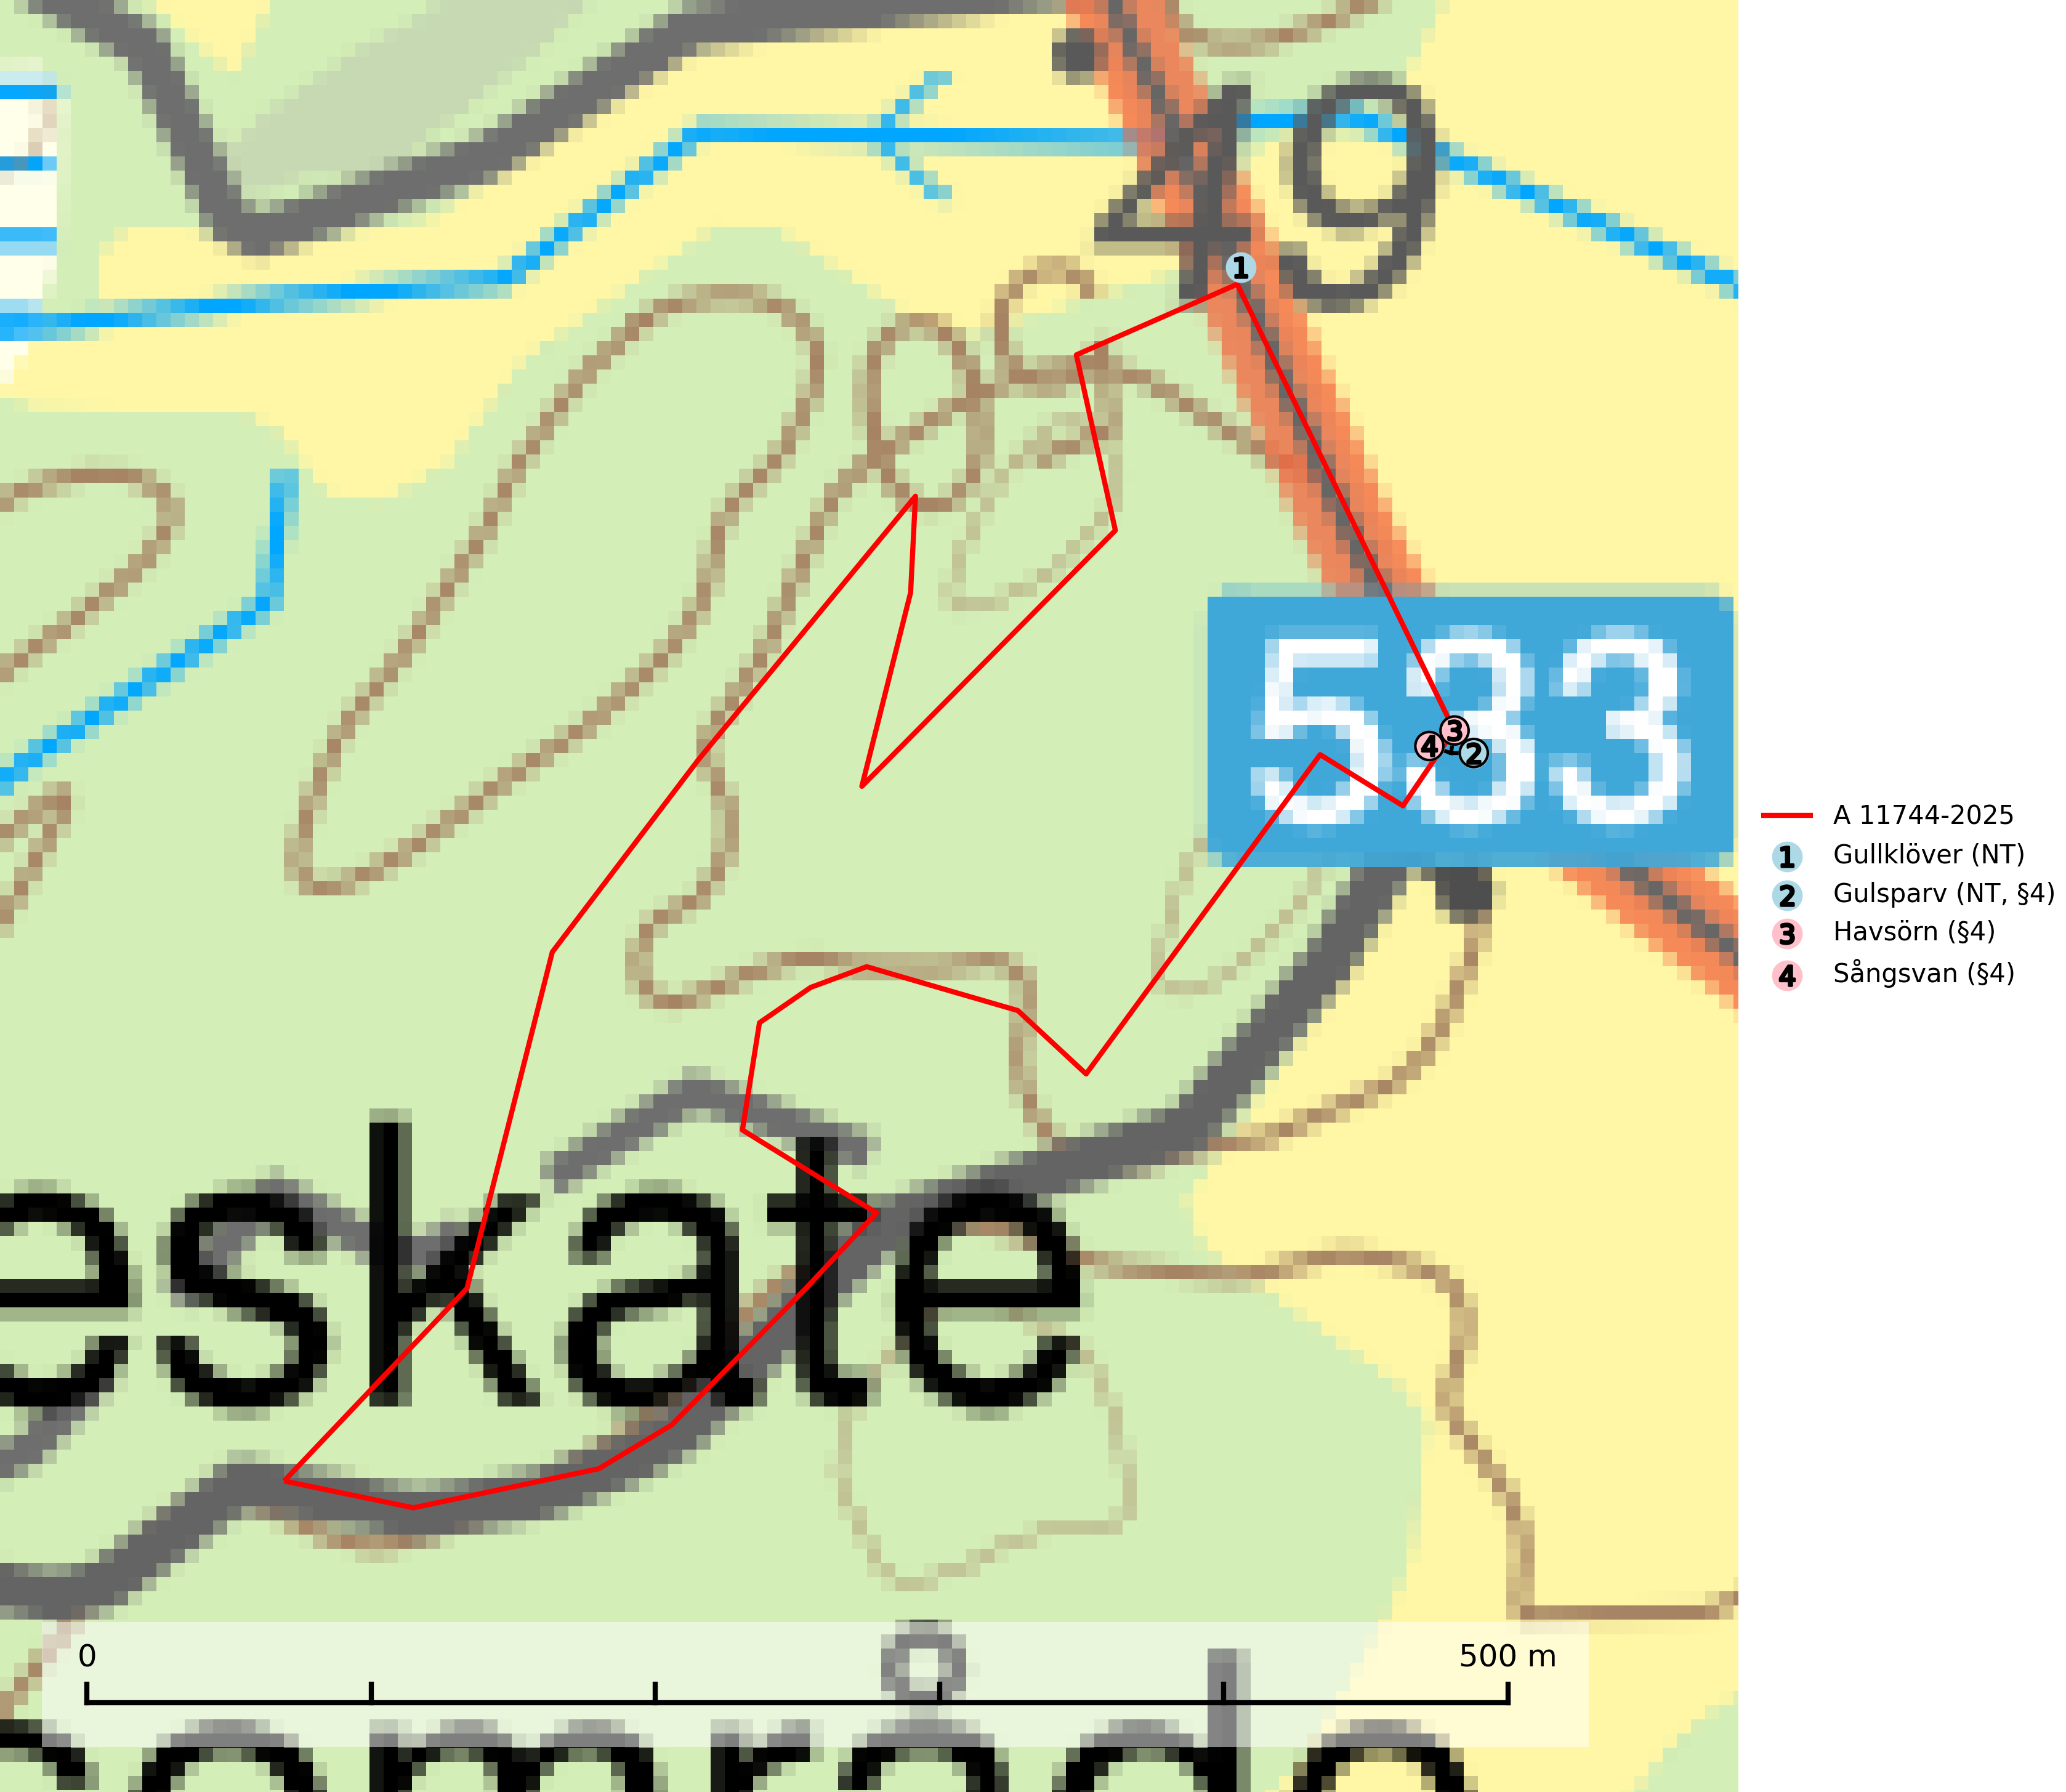 49
1
533
3
4 2
eskate
0 500 m
A 11744-2025
1 Gullklöver (NT)
2 Gulsparv (NT, §4)
3 Havsörn (§4)
4 Sångsvan (§4)